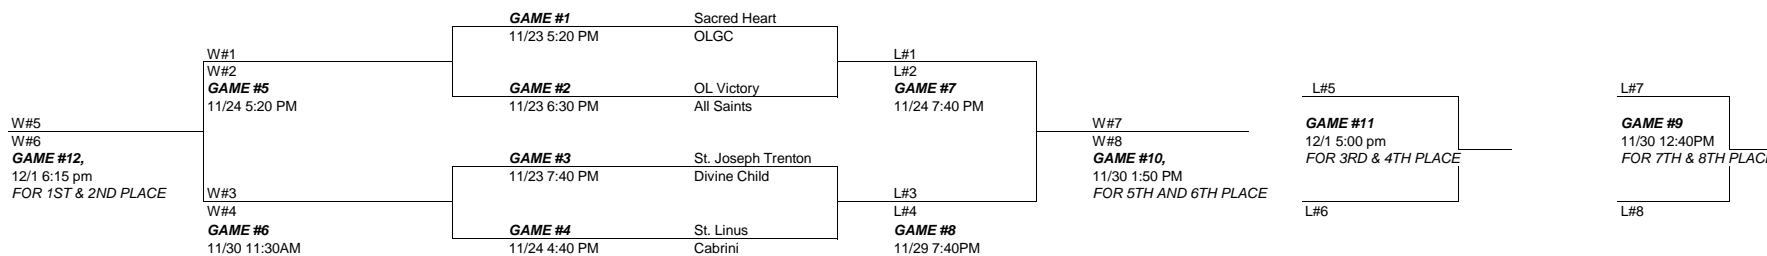 GAME #1 Sacred Heart
11/23 5:20 PM OLGC
W#1 L#1
W#2 L#2
GAME #5 GAME #2 OL Victory GAME #7 L#5 L#7
11/24 5:20 PM 11/23 6:30 PM All Saints 11/24 7:40 PM
W#5 W#7 GAME #11 GAME #9
W#6 W#8 12/1 5:00 pm 11/30 12:40PM
GAME #12, GAME #3 St. Joseph Trenton GAME #10, FOR 3RD & 4TH PLACE FOR 7TH & 8TH PLACE
12/1 6:15 pm 11/23 7:40 PM Divine Child 11/30 1:50 PM
FOR 1ST & 2ND PLACE W#3 L#3 FOR 5TH AND 6TH PLACE
W#4 L#4 L#6 L#8
GAME #6 GAME #4 St. Linus GAME #8
11/30 11:30AM 11/24 4:40 PM Cabrini 11/29 7:40PM